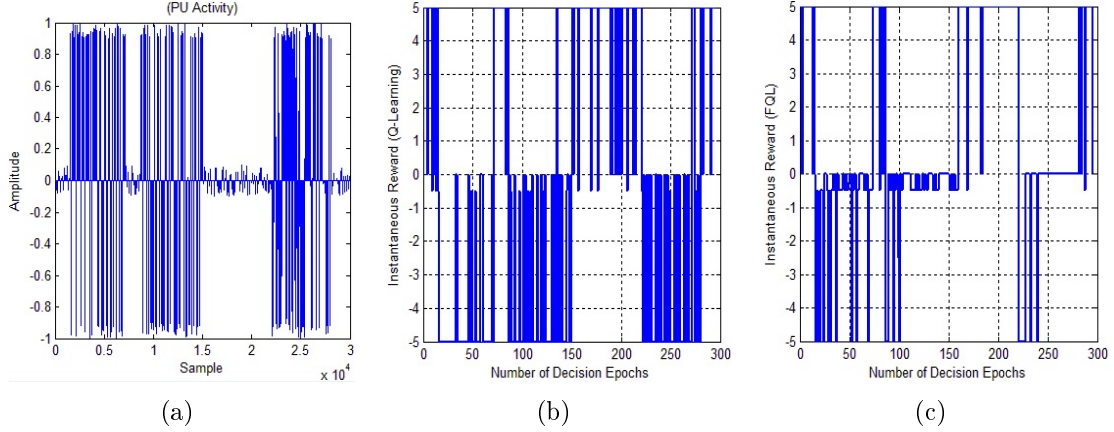 (PU Activity)
1
0.8
0.6
0.4
0.2
0
-0.2
-0.4
-0.6
-0.8
-1
Amplitude
0 0.5 1 1.5 2 2.5 3
Sample
x 10^4
(a)
5
4
3
2
1
0
-1
-2
-3
-4
-5
Instantaneous Reward (Q-Learning)
0 50 100 150 200 250 300
Number of Decision Epochs
(b)
5
4
3
2
1
0
-1
-2
-3
-4
-5
Instantaneous Reward (FQL)
0 50 100 150 200 250 300
Number of Decision Epochs
(c)